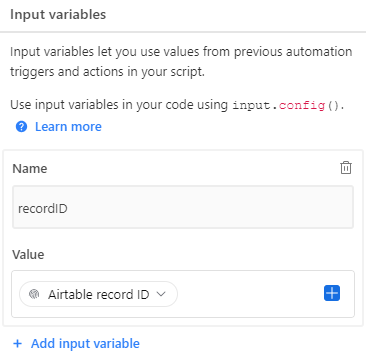 Input variables
Input variables let you use values from previous automation
triggers and actions in your script.
Use input variables in your code using input.config().
? Learn more
Name
recordID
Value
Airtable record ID
+ Add input variable